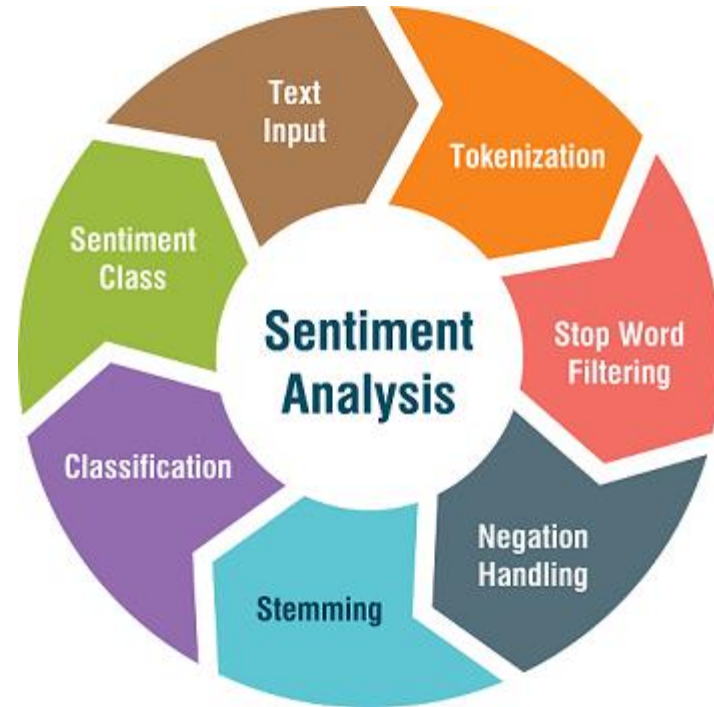 Text
Input
Tokenization
Stop Word
Filtering
Negation
Handling
Stemming
Classification
Sentiment
Class
Sentiment
Analysis